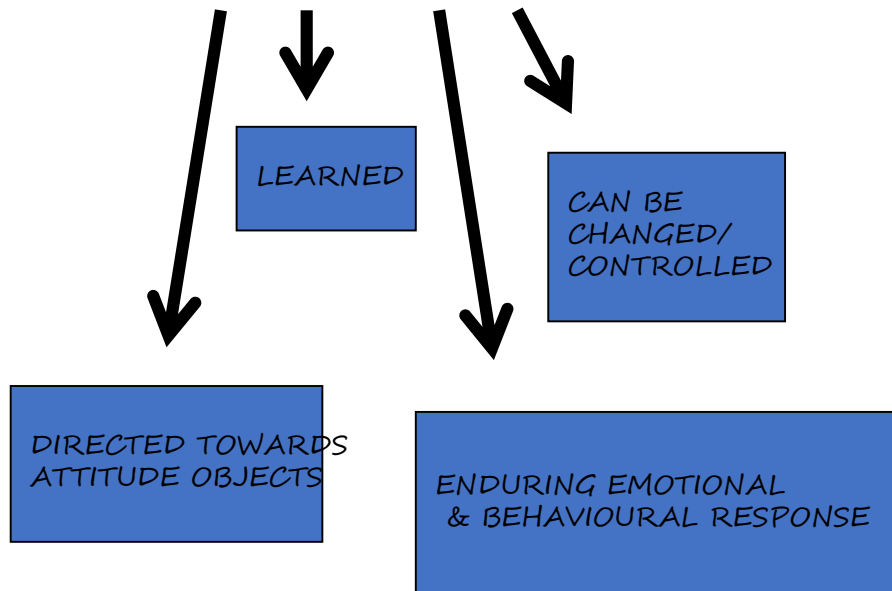 LEARNED
CAN BE
CHANGED/
CONTROLLED
DIRECTED TOWARDS
ATTITUDE OBJECTS
ENDURING EMOTIONAL
& BEHAVIOURAL RESPONSE